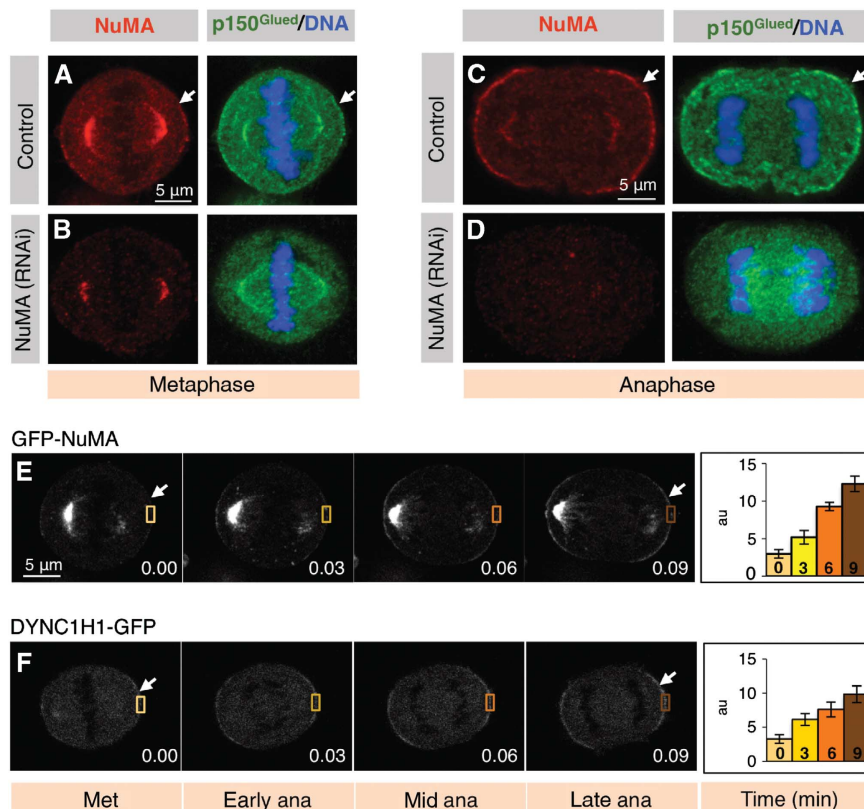 NuMA
p150Glued/DNA
NuMA
p150Glued/DNA
Control
A
5 µm
Control
C
5 µm
NuMA (RNAi)
B
NuMA (RNAi)
D
Metaphase
Anaphase
GFP-NuMA
E
5 µm
0.00
0.03
0.06
0.09
15
10
5
0
au
0 3 6 9
DYNC1H1-GFP
F
0.00
0.03
0.06
0.09
15
10
5
0
au
0 3 6 9
Met
Early ana
Mid ana
Late ana
Time (min)